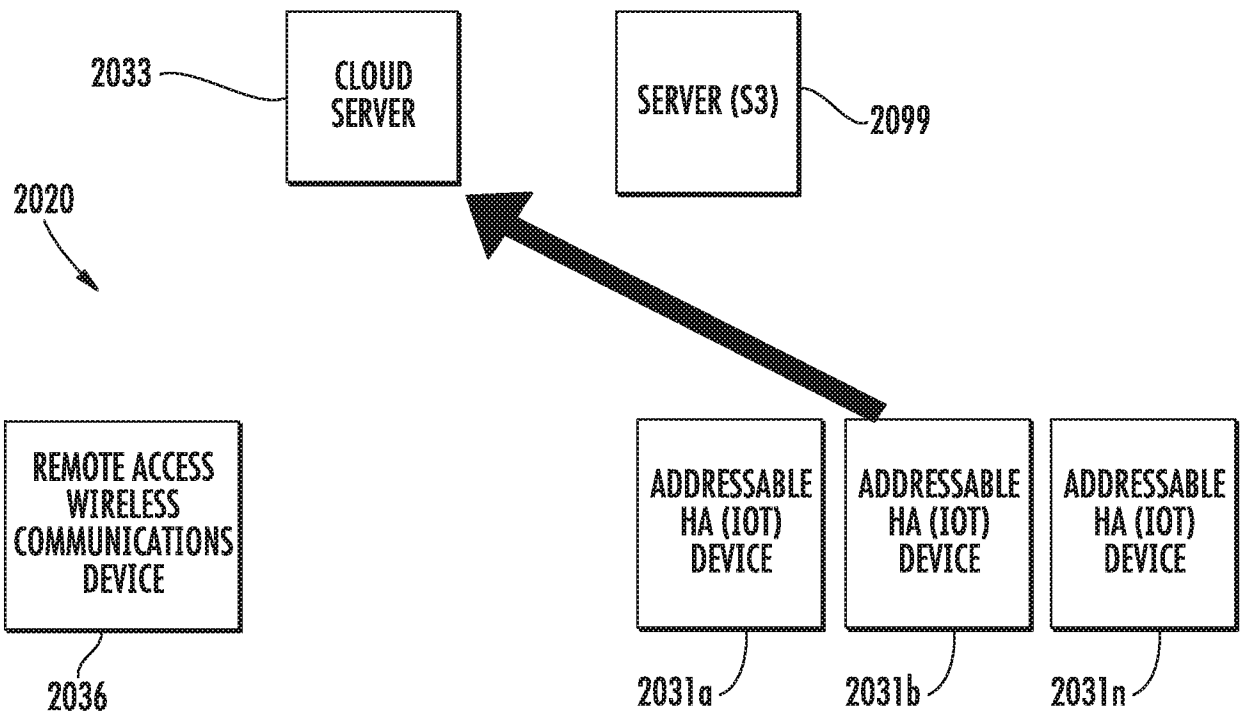 2033
CLOUD
SERVER
SERVER (S3)
2099
2020
REMOTE ACCESS
WIRELESS
COMMUNICATIONS
DEVICE
2036
ADDRESSABLE
HA (IOT)
DEVICE
2031a
ADDRESSABLE
HA (IOT)
DEVICE
2031b
ADDRESSABLE
HA (IOT)
DEVICE
2031n